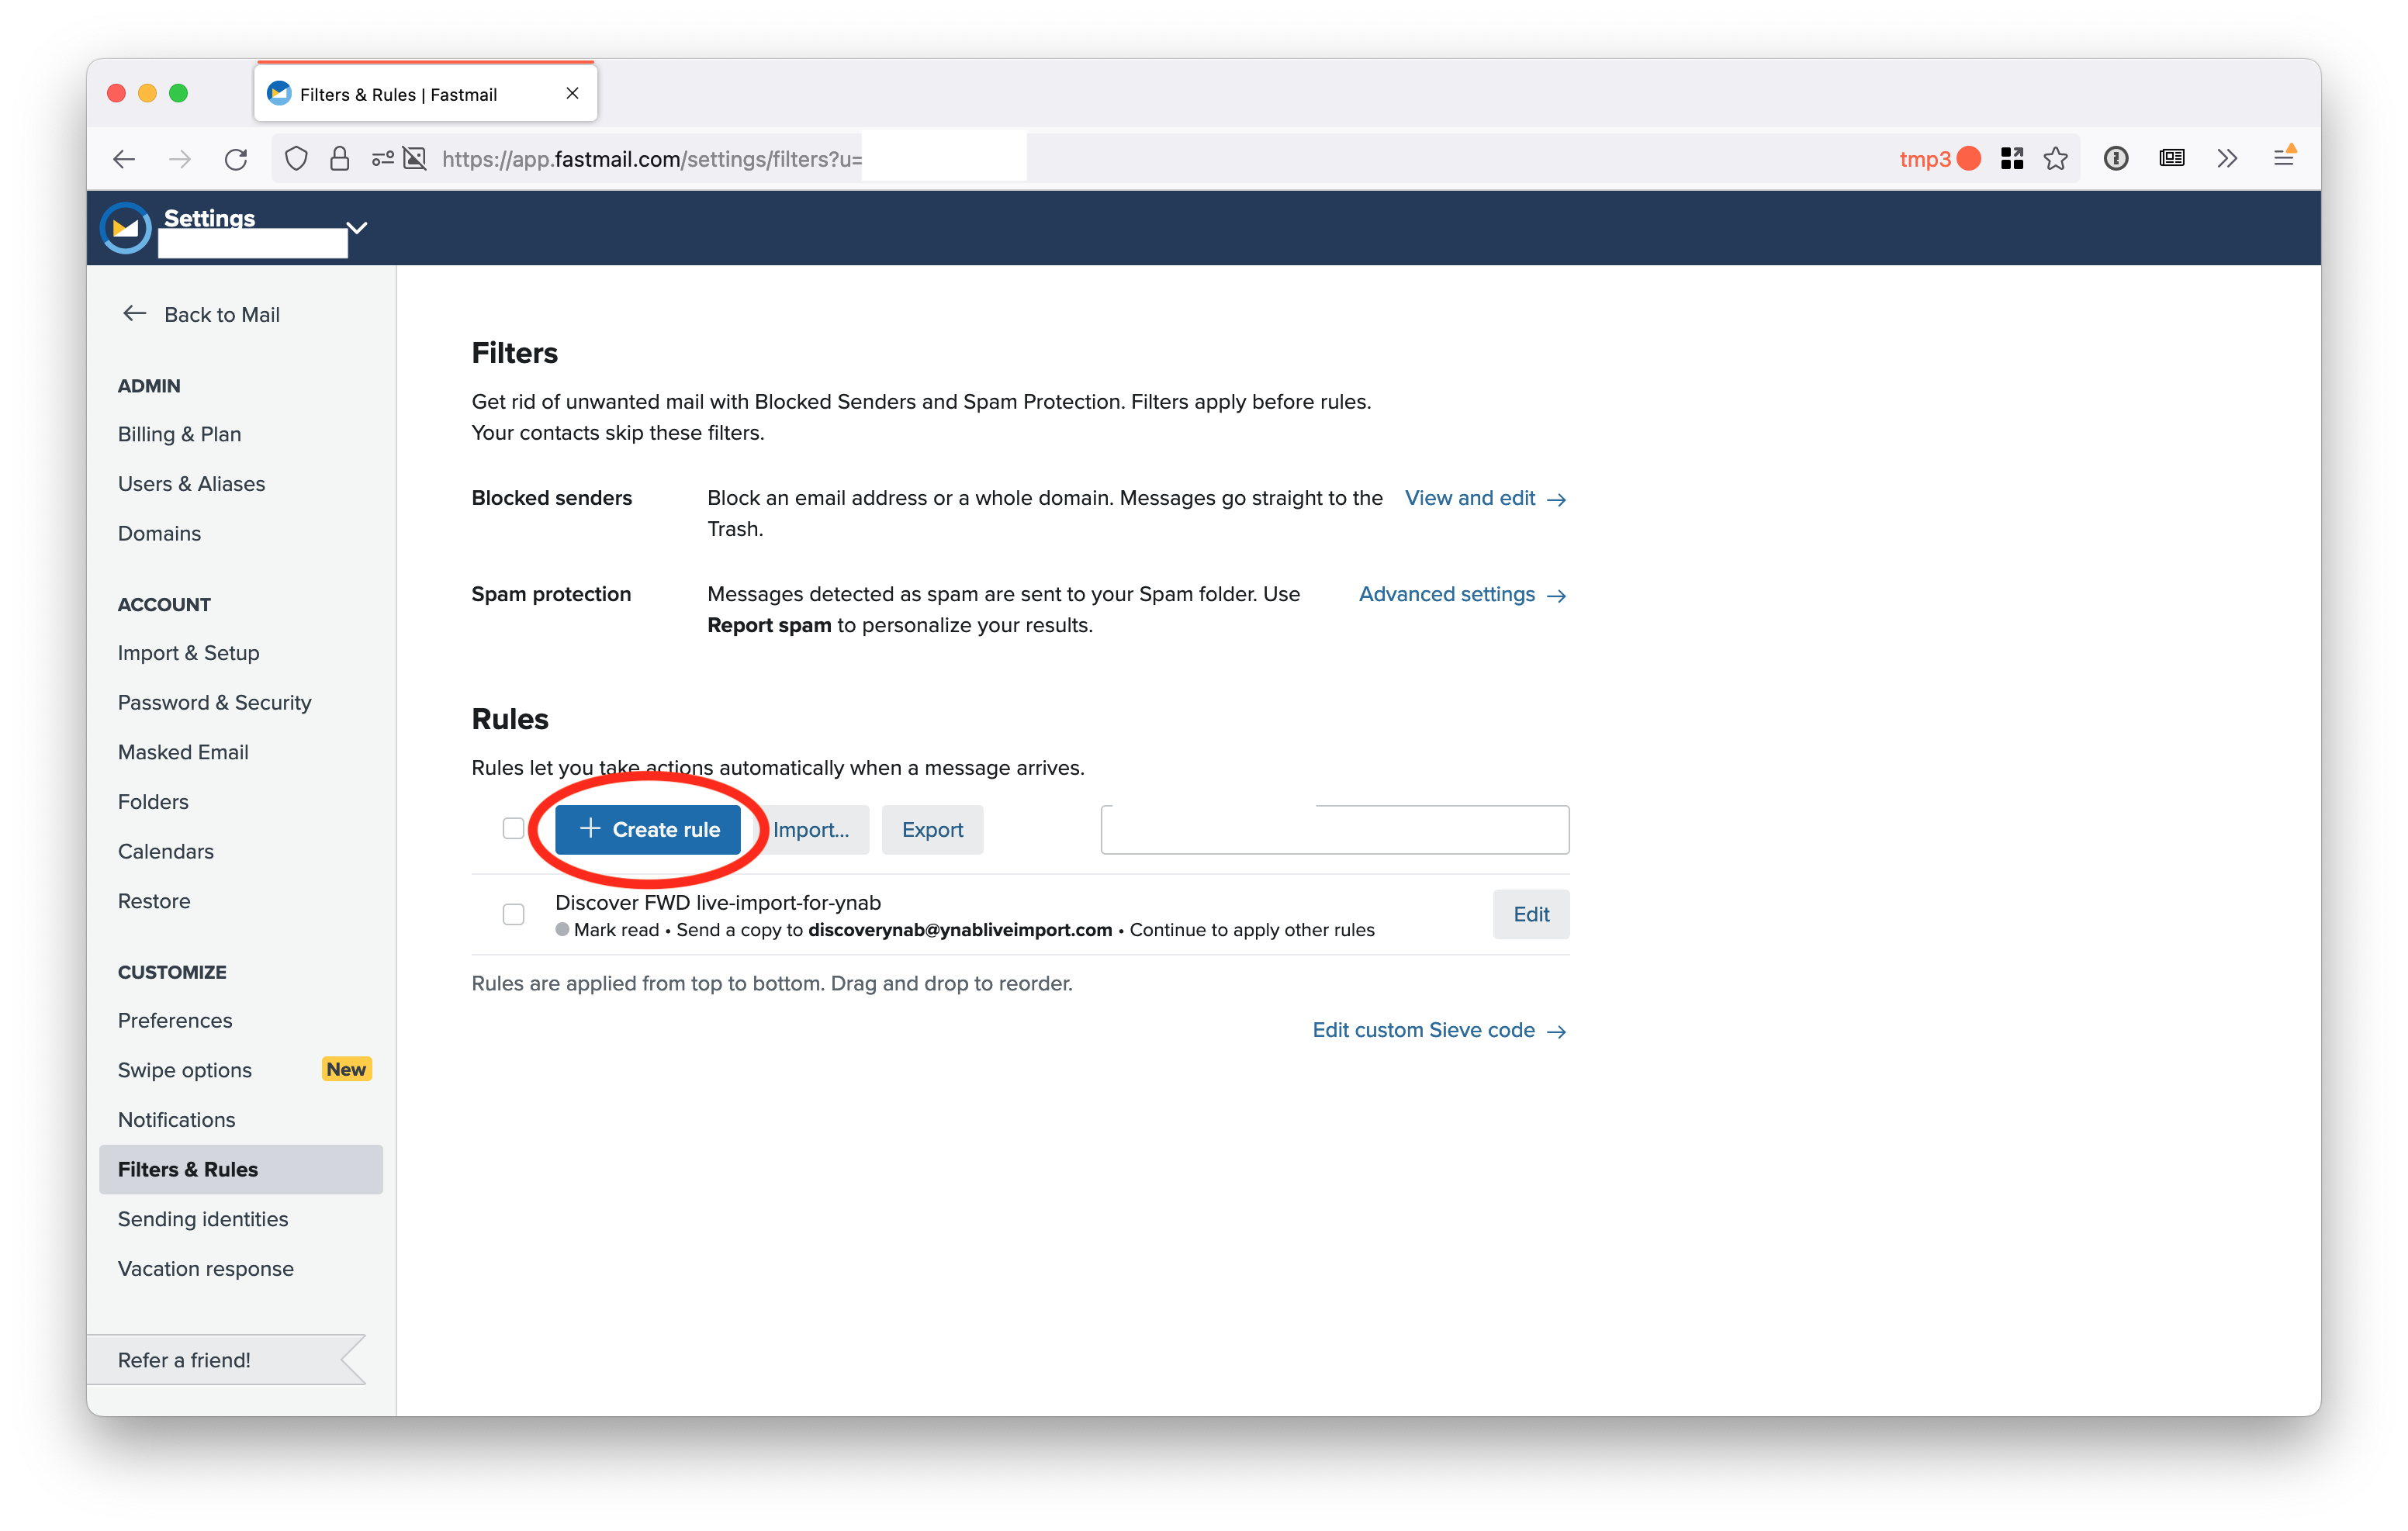 Filters & Rules | Fastmail
https://app.fastmail.com/settings/filters?u=
tmp3
Settings
Back to Mail
ADMIN
Billing & Plan
Users & Aliases
Domains
ACCOUNT
Import & Setup
Password & Security
Masked Email
Folders
Calendars
Restore
CUSTOMIZE
Preferences
Swipe options New
Notifications
Filters & Rules
Sending identities
Vacation response
Refer a friend!
Filters
Get rid of unwanted mail with Blocked Senders and Spam Protection. Filters apply before rules.
Your contacts skip these filters.
Blocked senders
Block an email address or a whole domain. Messages go straight to the
Trash.
View and edit →
Spam protection
Messages detected as spam are sent to your Spam folder. Use
Report spam to personalize your results.
Advanced settings →
Rules
Rules let you take actions automatically when a message arrives.
+ Create rule
Import...
Export
Discover FWD live-import-for-ynab
Mark read • Send a copy to discoverynab@ynabliveimport.com • Continue to apply other rules
Edit
Rules are applied from top to bottom. Drag and drop to reorder.
Edit custom Sieve code →